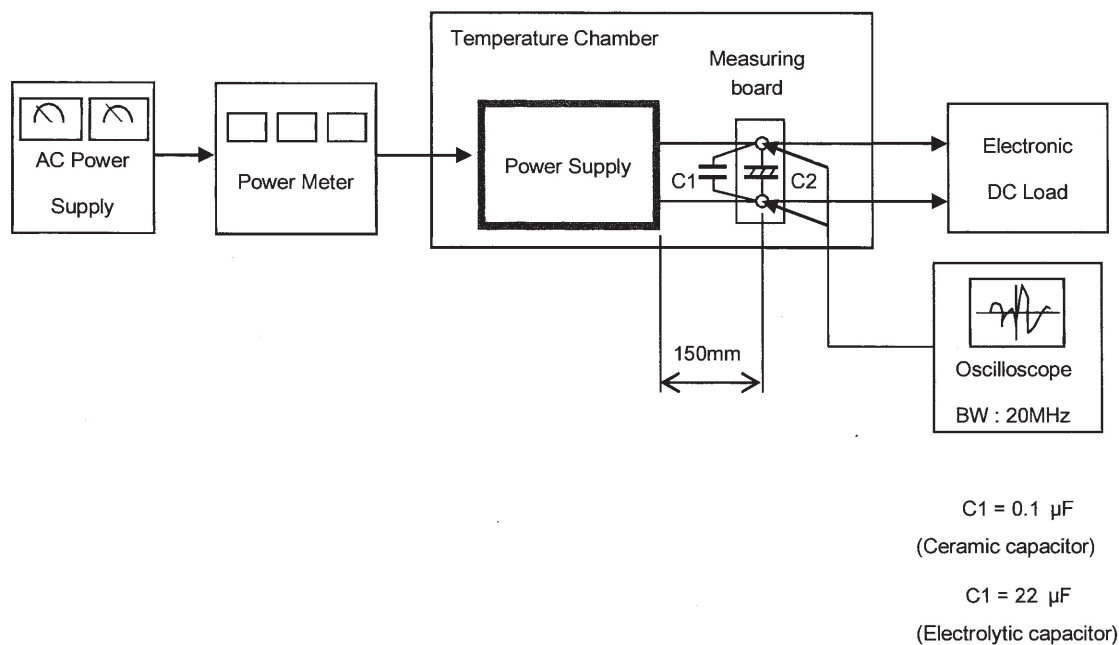 Temperature Chamber
Measuring
board
AC Power
Supply
Power Meter
Power Supply
C1
C2
Electronic
DC Load
150mm
Oscilloscope
BW : 20MHz
C1 = 0.1 µF
(Ceramic capacitor)
C1 = 22 µF
(Electrolytic capacitor)